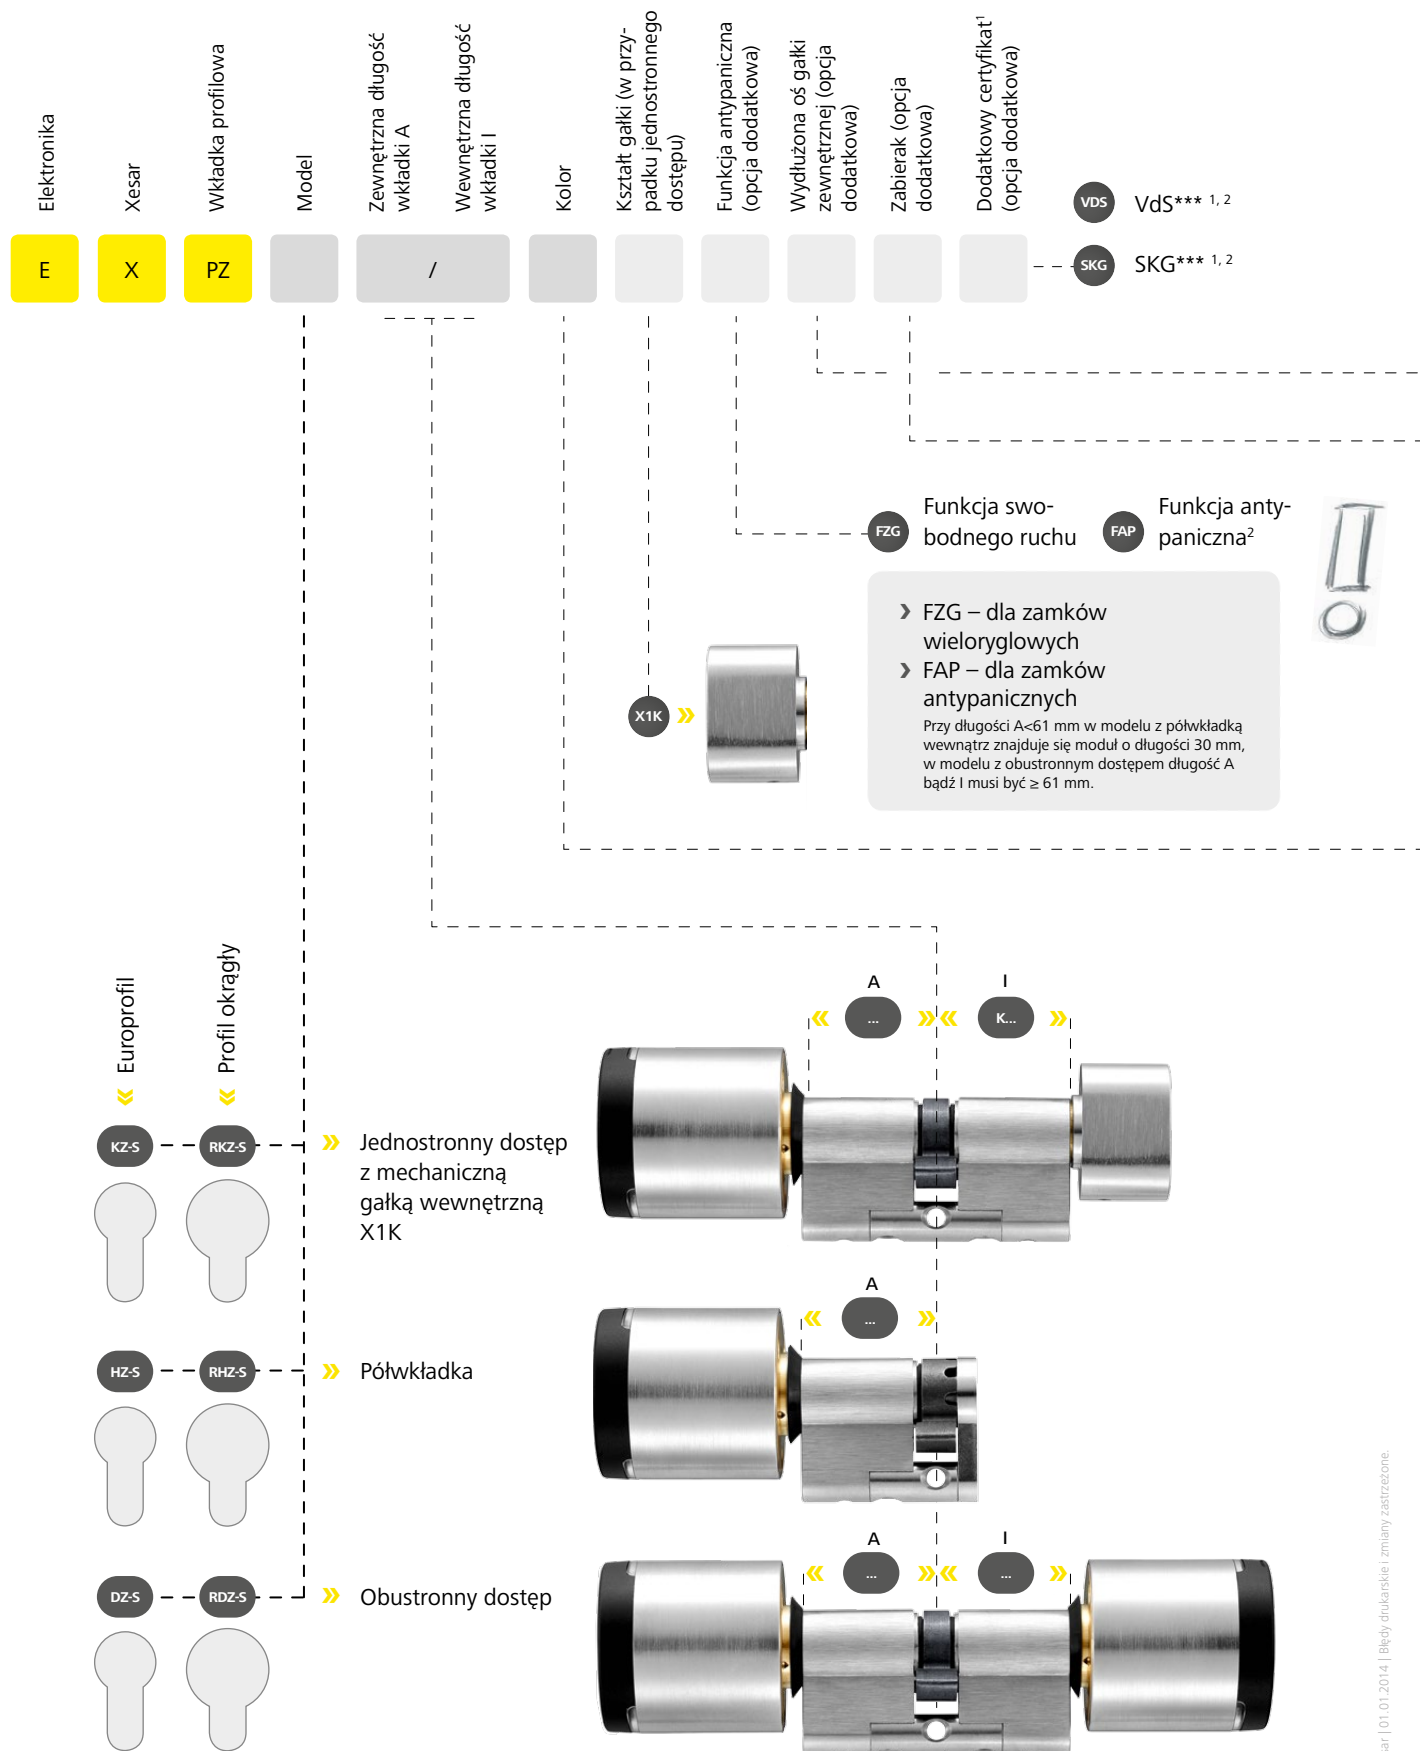 Elektronika
Xesar
Wkładka profilowa
Model
Zewnętrzna długość
wkładki A
Wewnętrzna długość
wkładki I
Kolor
Kształt gałki (w przy-
padku jednostronnego
dostępu)
Funkcja antypaniczna
(opcja dodatkowa)
Wydłużona oś gałki
zewnętrznej (opcja
dodatkowa)
Zabierak (opcja
dodatkowa)
Dodatkowy certyfikat¹
(opcja dodatkowa)
VDS VdS*** 1, 2
E X PZ /
SKG SKG*** 1, 2
FZG Funkcja swo-
bodnego ruchu
FAP Funkcja anty-
paniczna²
› FZG – dla zamków
wieloryglowych
› FAP – dla zamków
antypanicznych
Przy długości A<61 mm w modelu z półwkładką
wewnątrz znajduje się moduł o długości 30 mm,
w modelu z obustronnym dostępem długość A
bądź I musi być ≥ 61 mm.
X1K »
Europrofil
Profil okrągły
A I
... K...
KZ-S RKZ-S » Jednostronny dostęp
z mechaniczną
gałką wewnętrzną
X1K
A
...
HZ-S RHZ-S » Półwkładka
A I
... ...
DZ-S RDZ-S » Obustronny dostęp
sar | 01.01.2014 | Błędy drukarskie i zmiany zastrzeżone.